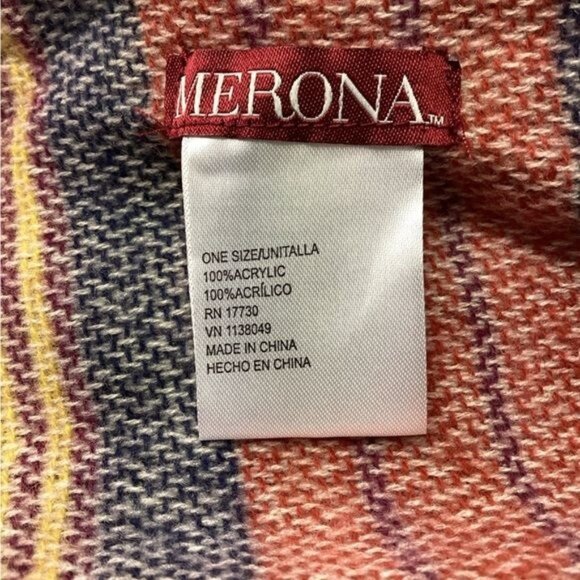 MERONA™
ONE SIZE/UNITALLA
100%ACRYLIC
100%ACRÍLICO
RN 17730
VN 1138049
MADE IN CHINA
HECHO EN CHINA